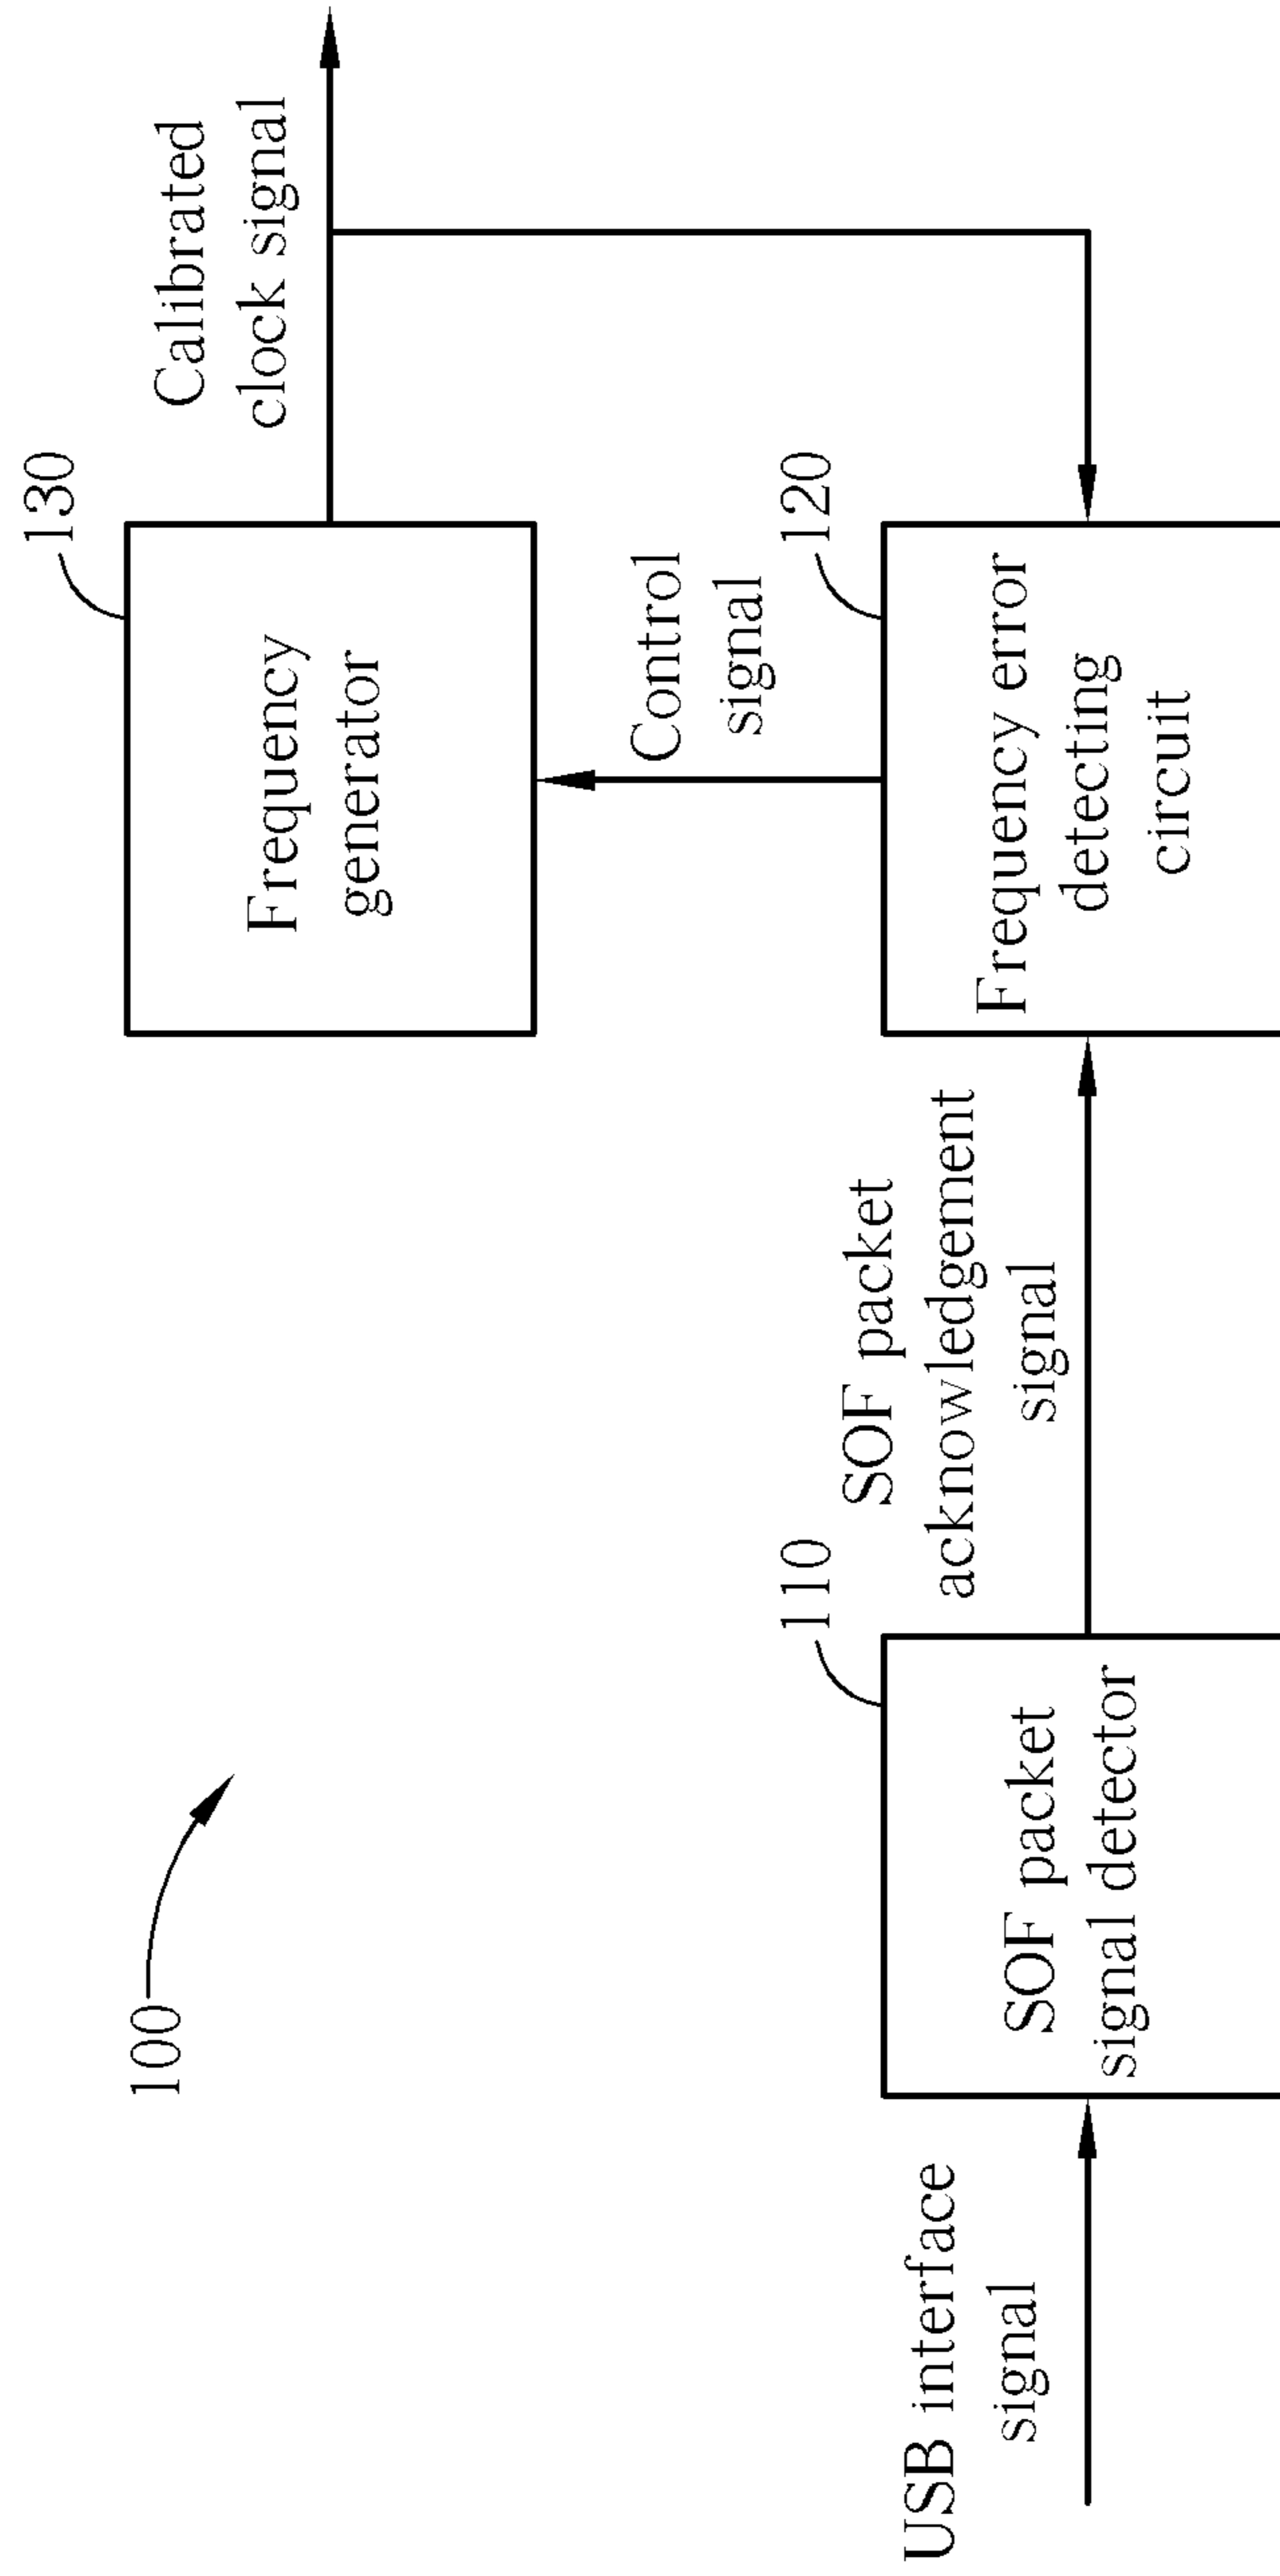 100
130
Frequency
generator
Calibrated
clock signal
Control
signal
USB interface
signal
110
SOF packet
signal detector
SOF packet
acknowledgement
signal
120
Frequency error
detecting
circuit